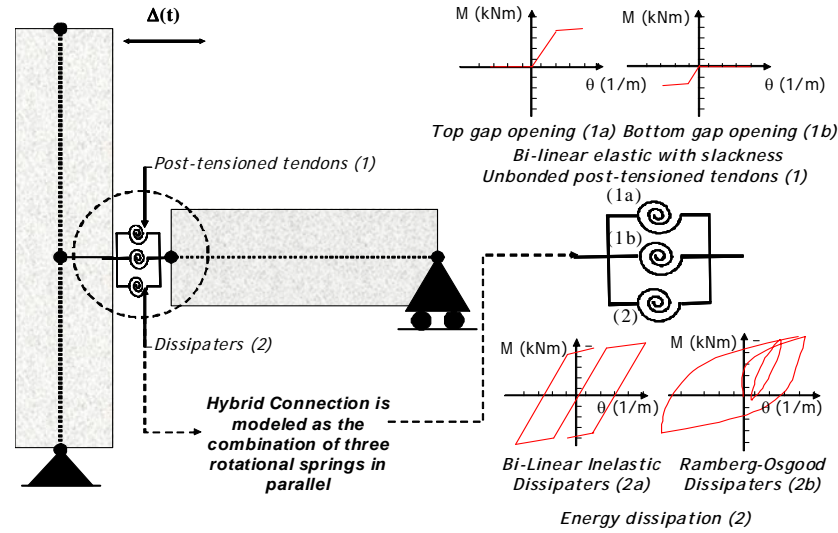 Δ(t)
Post-tensioned tendons (1)
Dissipaters (2)
Hybrid Connection is
modeled as the
combination of three
rotational springs in
parallel
M (kNm)
θ (1/m)
M (kNm)
θ (1/m)
Top gap opening (1a) Bottom gap opening (1b)
Bi-linear elastic with slackness
Unbonded post-tensioned tendons (1)
(1a)
(1b)
(2)
M (kNm)
θ (1/m)
M (kNm)
θ (1/m)
Bi-Linear Inelastic
Dissipaters (2a)
Ramberg-Osgood
Dissipaters (2b)
Energy dissipation (2)